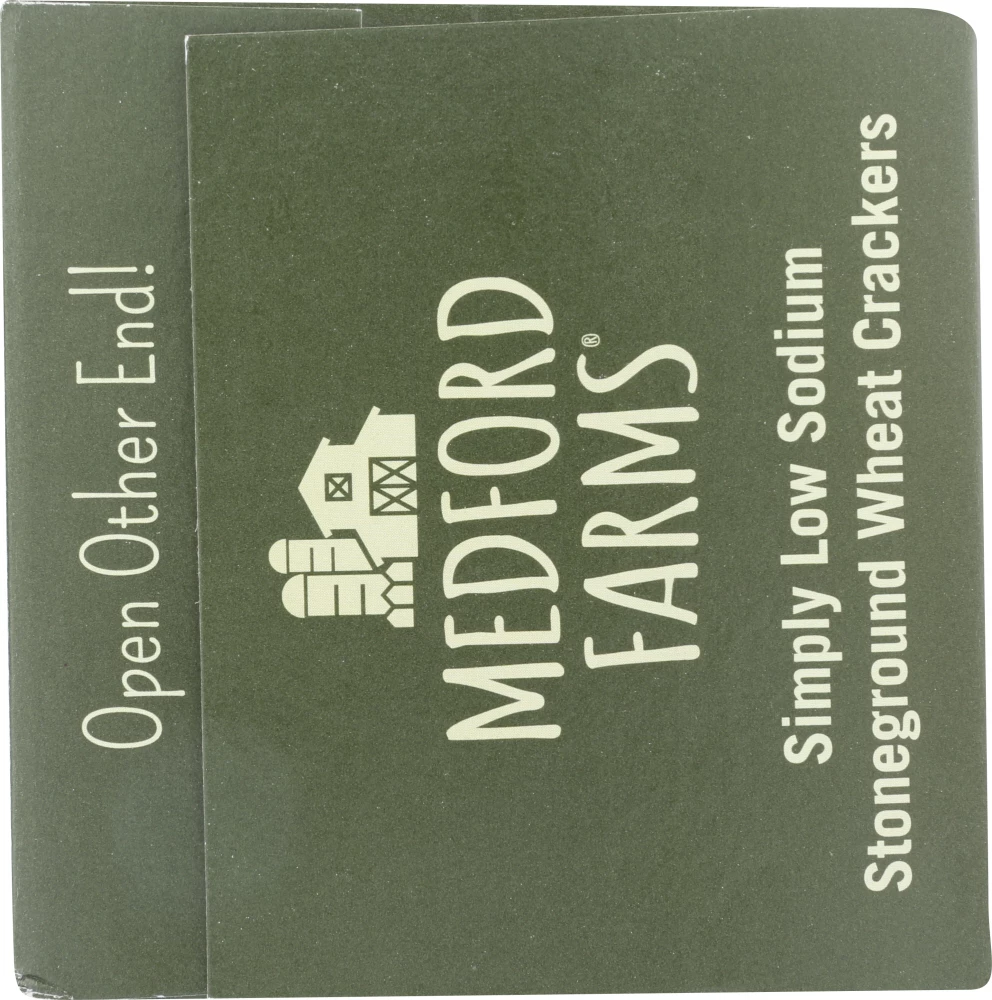 Open Other End!
MEDFORD
FARMS®
Simply Low Sodium
Stoneground Wheat Crackers